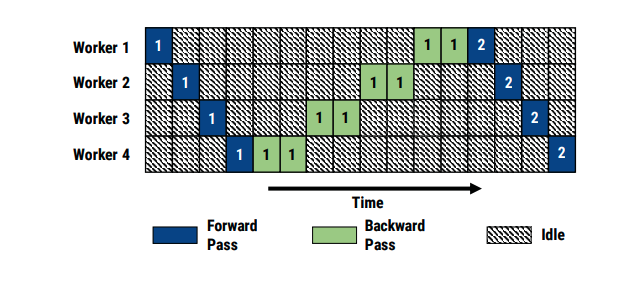 Worker 1 1 1 1 2
Worker 2 1 1 1 2
Worker 3 1 1 1 2
Worker 4 1 1 1 2
Time
Forward Pass
Backward Pass
Idle